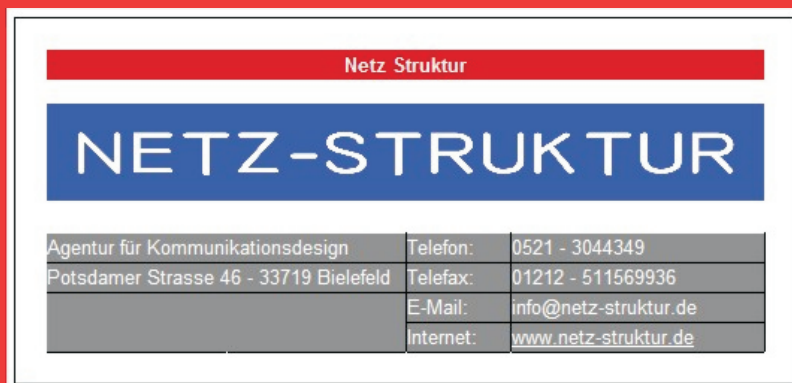 Netz Struktur
NETZ-STRUKTUR
Agentur für Kommunikationsdesign Telefon: 0521 - 3044349
Potsdamer Strasse 46 - 33719 Bielefeld Telefax: 01212 - 511569936
E-Mail: info@netz-struktur.de
Internet: www.netz-struktur.de